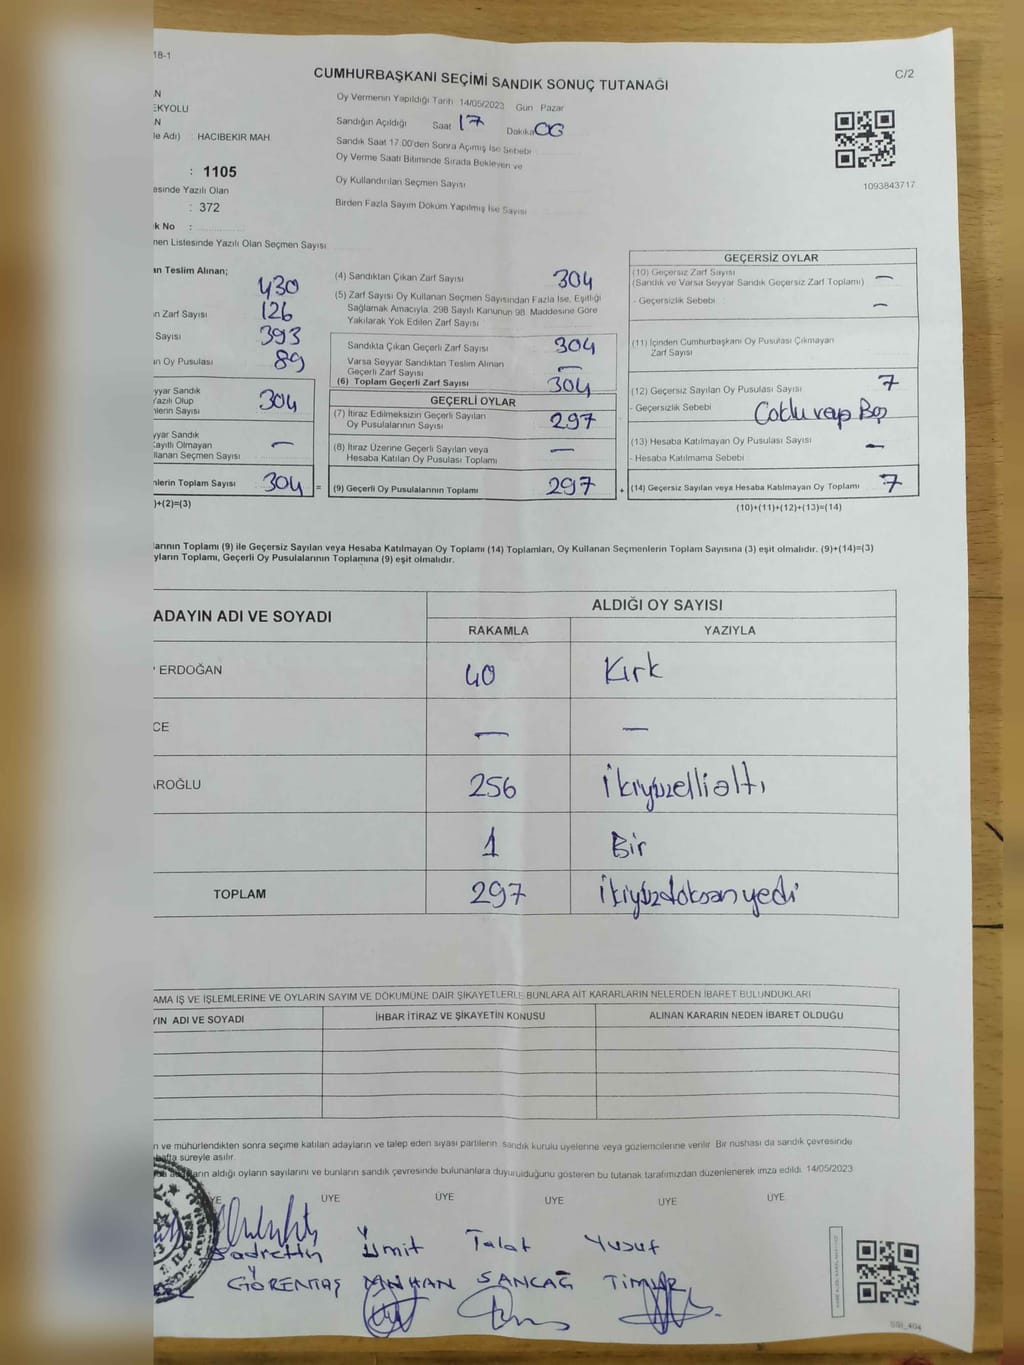 18-1
CUMHURBAŞKANI SEÇİMİ SANDIK SONUÇ TUTANAĞI
C/2
N
EKYOLU
N
le Adı) : HACIBEKİR MAH
: 1105
esinde Yazılı Olan
: 372
k No :
men Listesinde Yazılı Olan Seçmen Sayısı
Oy Vermenin Yapıldığı Tarih 14/05/2023 Gün Pazar
Sandığın Açıldığı Saat 17 Dakika
Sandık Saat 17.00'den Sonra Açılmış İse Sebebi
Oy Verme Saati Bitiminde Sırada Bekleyen ve
Oy Kullandırılan Seçmen Sayısı
Birden Fazla Sayım Döküm Yapılmış İse Sayısı
1093843717
an Teslim Alınan;
430
n Zarf Sayısı 126
Sayısı 393
ın Oy Pusulası 89
yyar Sandık
Yazılı Olup
nlerin Sayısı 304
yyar Sandık
Kayıtlı Olmayan
llanan Seçmen Sayısı —
nlerin Toplam Sayısı 304 =
)+(2)=(3)
(4) Sandıktan Çıkan Zarf Sayısı 304
(5) Zarf Sayısı Oy Kullanan Seçmen Sayısından Fazla İse, Eşitliği
Sağlamak Amacıyla, 298 Sayılı Kanunun 98. Maddesine Göre
Yakılarak Yok Edilen Zarf Sayısı
Sandıkta Çıkan Geçerli Zarf Sayısı 304
Varsa Seyyar Sandıktan Teslim Alınan
Geçerli Zarf Sayısı —
(6) Toplam Geçerli Zarf Sayısı 304
GEÇERLİ OYLAR
(7) İtiraz Edilmeksizin Geçerli Sayılan
Oy Pusulalarının Sayısı 297
(8) İtiraz Üzerine Geçerli Sayılan veya
Hesaba Katılan Oy Pusulası Toplamı —
(9) Geçerli Oy Pusulalarının Toplamı 297 +
GEÇERSİZ OYLAR
(10) Geçersiz Zarf Sayısı
(Sandık ve Varsa Seyyar Sandık Geçersiz Zarf Toplamı) —
- Geçersizlik Sebebi —
(11) İçinden Cumhurbaşkanı Oy Pusulası Çıkmayan
Zarf Sayısı
(12) Geçersiz Sayılan Oy Pusulası Sayısı 7
- Geçersizlik Sebebi
(13) Hesaba Katılmayan Oy Pusulası Sayısı —
- Hesaba Katılmama Sebebi
(14) Geçersiz Sayılan veya Hesaba Katılmayan Oy Toplamı 7
(10)+(11)+(12)+(13)=(14)
larının Toplamı (9) ile Geçersiz Sayılan veya Hesaba Katılmayan Oy Toplamı (14) Toplamları, Oy Kullanan Seçmenlerin Toplam Sayısına (3) eşit olmalıdır. (9)+(14)=(3)
yların Toplamı, Geçerli Oy Pusulalarının Toplamına (9) eşit olmalıdır.
ADAYIN ADI VE SOYADI ALDIĞI OY SAYISI
RAKAMLA YAZIYLA
ERDOĞAN 40 Kırk
CE — —
AROĞLU 256 İkiyüzellialtı
1 Bir
TOPLAM 297 İkiyüzdoksanyedi
AMA İŞ VE İŞLEMLERİNE VE OYLARIN SAYIM VE DÖKÜMÜNE DAİR ŞİKAYETLERLE BUNLARA AİT KARARLARIN NELERDEN İBARET BULUNDUKLARI
YIN ADI VE SOYADI İHBAR İTİRAZ VE ŞİKAYETİN KONUSU ALINAN KARARIN NEDEN İBARET OLDUĞU
n ve mühürlendikten sonra seçime katılan adayların ve talep eden siyasi partilerin, sandık kurulu üyelerine veya gözlemcilerine verilir. Bir nüshası da sandık çevresinde
hafta süreyle asılır.
aldığı oyların sayılarını ve bunların sandık çevresinde bulunanlara duyurulduğunu gösteren bu tutanak tarafımızdan düzenlenerek imza edildi. 14/05/2023
YE ÜYE ÜYE ÜYE ÜYE ÜYE
Sadrettin Ümit Talat Yusuf
GÖRENTAŞ SANCAĞ TİMUR